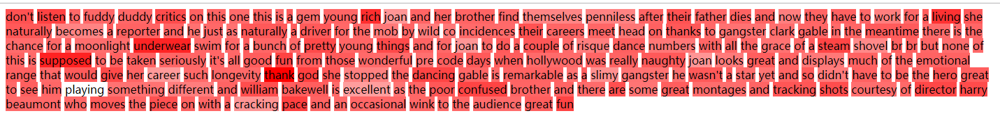 don't listen to fuddy duddy critics on this one this is a gem young rich joan and her brother find themselves penniless after their father dies and now they have to work for a living she
naturally becomes a reporter and he just as naturally a driver for the mob by wild co incidences their careers meet head on thanks to gangster clark gable in the meantime there is the
chance for a moonlight underwear swim for a bunch of pretty young things and for joan to do a couple of risque dance numbers with all the grace of a steam shovel br br but none of
this is supposed to be taken seriously it's all good fun from those wonderful pre code days when hollywood was really naughty joan looks great and displays much of the emotional
range that would give her career such longevity thank god she stopped the dancing gable is remarkable as a slimy gangster he wasn't a star yet and so didn't have to be the hero great
to see him playing something different and william bakewell is excellent as the poor confused brother and there are some great montages and tracking shots courtesy of director harry
beaumont who moves the piece on with a cracking pace and an occasional wink to the audience great fun